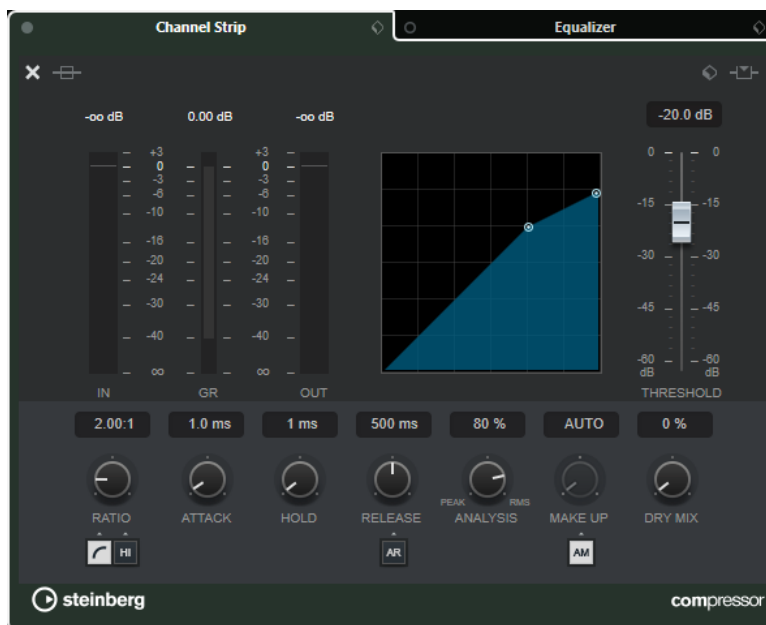 Channel Strip
Equalizer
-oo dB 0.00 dB -oo dB -20.0 dB
+3 +3 0 0
0 0
-3 -3
-6 -6 -15 -15
-10 -10
-16 -16 -30 -30
-20 -20
-24 -24
-30 -30 -45 -45
-40 -40
-60 -60
∞ ∞ dB dB
IN GR OUT THRESHOLD
2.00:1 1.0 ms 1 ms 500 ms 80 % AUTO 0 %
PEAK RMS
RATIO ATTACK HOLD RELEASE ANALYSIS MAKE UP DRY MIX
HI AR AM
steinberg compressor